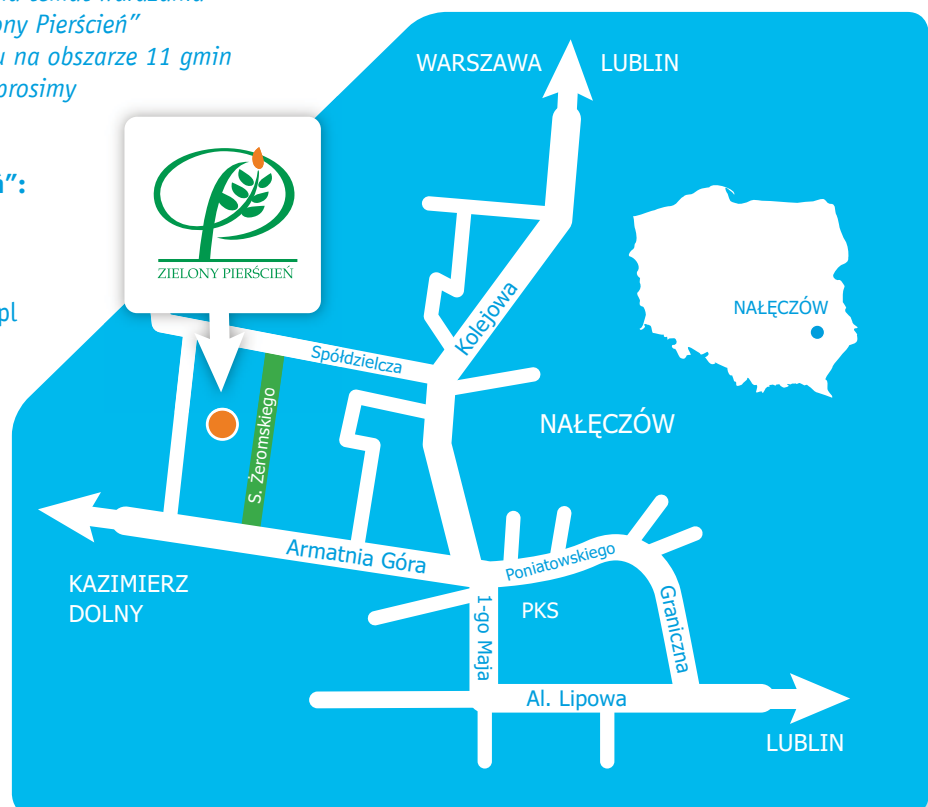 ony Pierścień”
u na obszarze 11 gmin
prosimy
”:
pl
WARSZAWA
LUBLIN
ZIELONY PIERŚCIEŃ
Kolejowa
NAŁĘCZÓW
Spółdzielcza
S. Żeromskiego
NAŁĘCZÓW
Armatnia Góra
Poniatowskiego
KAZIMIERZ
DOLNY
1-go Maja
PKS
Graniczna
Al. Lipowa
LUBLIN